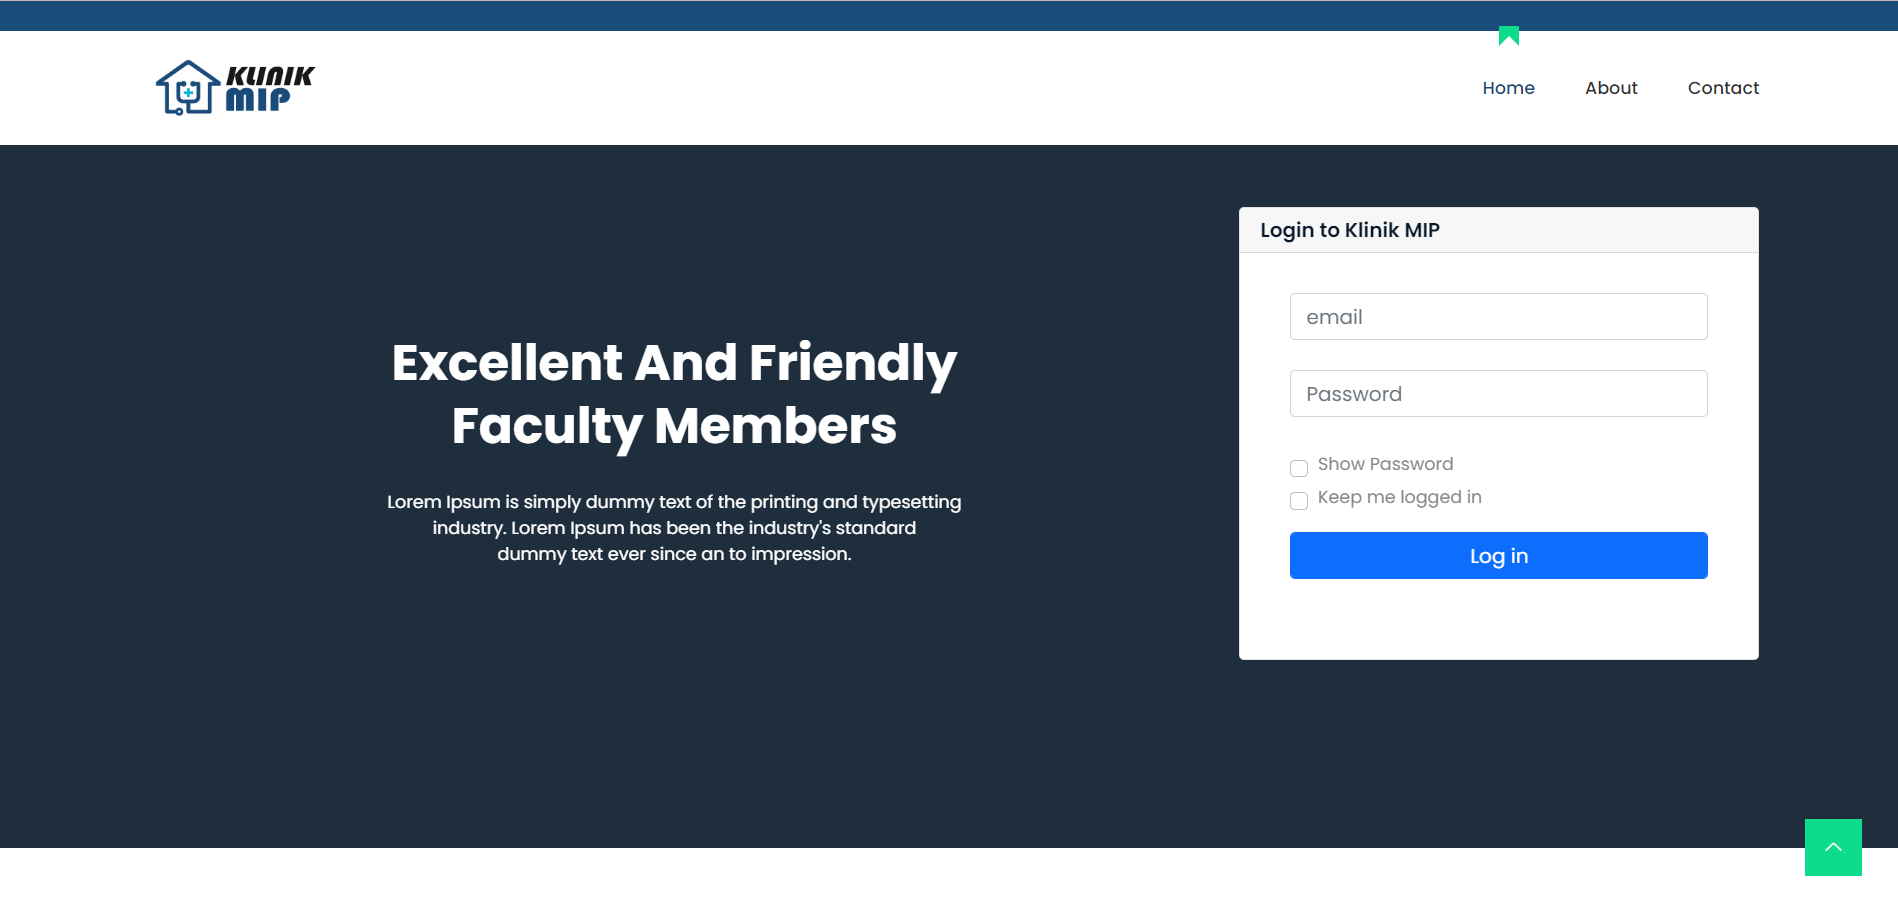 KLINIK
MIP
Home
About
Contact
Login to Klinik MIP
email
Password
Show Password
Keep me logged in
Log in
Excellent And Friendly
Faculty Members
Lorem Ipsum is simply dummy text of the printing and typesetting
industry. Lorem Ipsum has been the industry's standard
dummy text ever since an to impression.